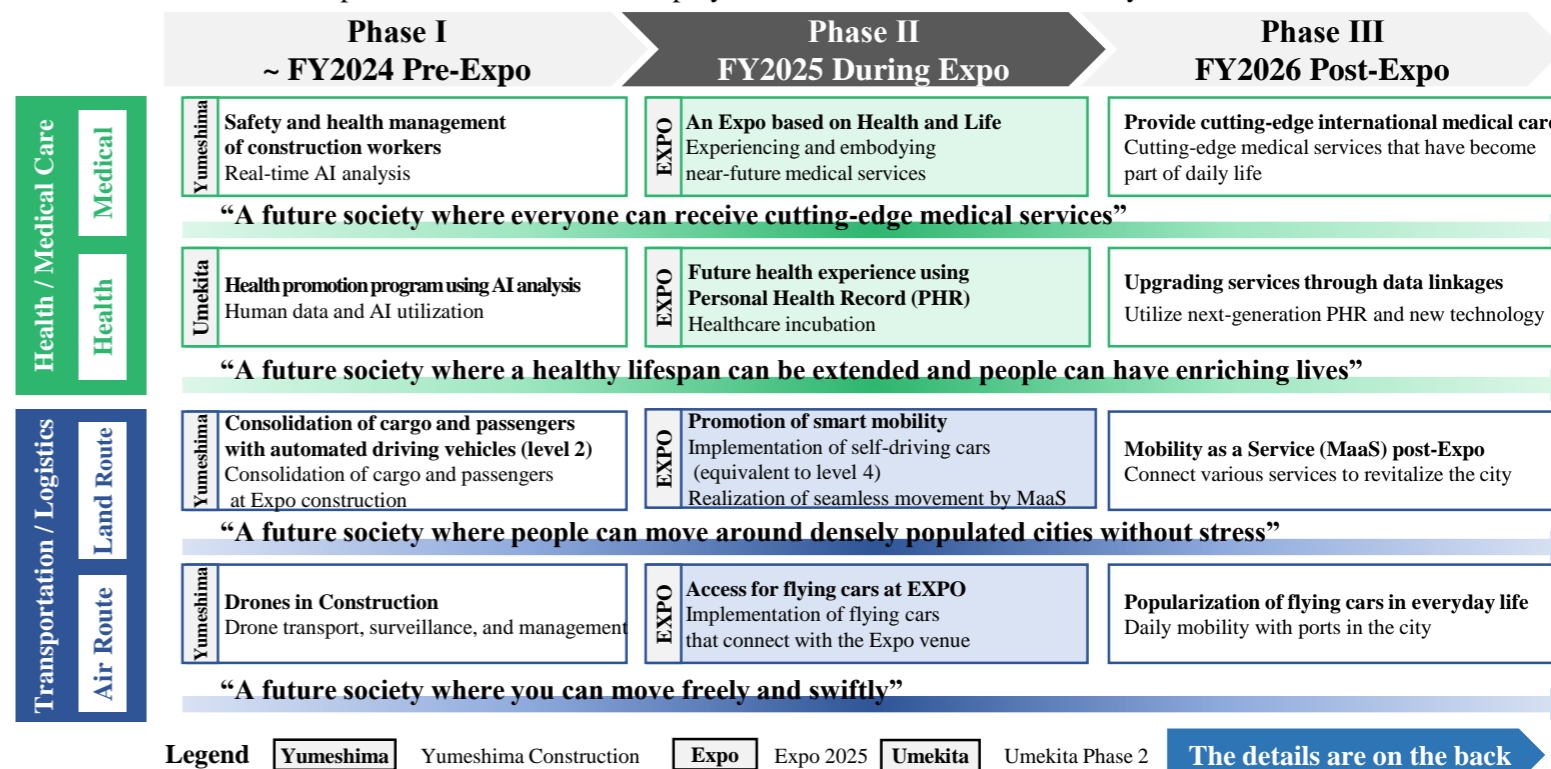 Phase I
~ FY2024 Pre-Expo
Phase II
FY2025 During Expo
Phase III
FY2026 Post-Expo
Health / Medical Care
Medical
Yumeshima
Safety and health management
of construction workers
Real-time AI analysis
EXPO
An Expo based on Health and Life
Experiencing and embodying
near-future medical services
Provide cutting-edge international medical care
Cutting-edge medical services that have become
part of daily life
“A future society where everyone can receive cutting-edge medical services”
Health
Umekita
Health promotion program using AI analysis
Human data and AI utilization
EXPO
Future health experience using
Personal Health Record (PHR)
Healthcare incubation
Upgrading services through data linkages
Utilize next-generation PHR and new technology
“A future society where a healthy lifespan can be extended and people can have enriching lives”
Transportation / Logistics
Land Route
Yumeshima
Consolidation of cargo and passengers
with automated driving vehicles (level 2)
Consolidation of cargo and passengers
at Expo construction
EXPO
Promotion of smart mobility
Implementation of self-driving cars
(equivalent to level 4)
Realization of seamless movement by MaaS
Mobility as a Service (MaaS) post-Expo
Connect various services to revitalize the city
“A future society where people can move around densely populated cities without stress”
Air Route
Yumeshima
Drones in Construction
Drone transport, surveillance, and management
EXPO
Access for flying cars at EXPO
Implementation of flying cars
that connect with the Expo venue
Popularization of flying cars in everyday life
Daily mobility with ports in the city
“A future society where you can move freely and swiftly”
Legend Yumeshima Yumeshima Construction Expo Expo 2025 Umekita Umekita Phase 2
The details are on the back